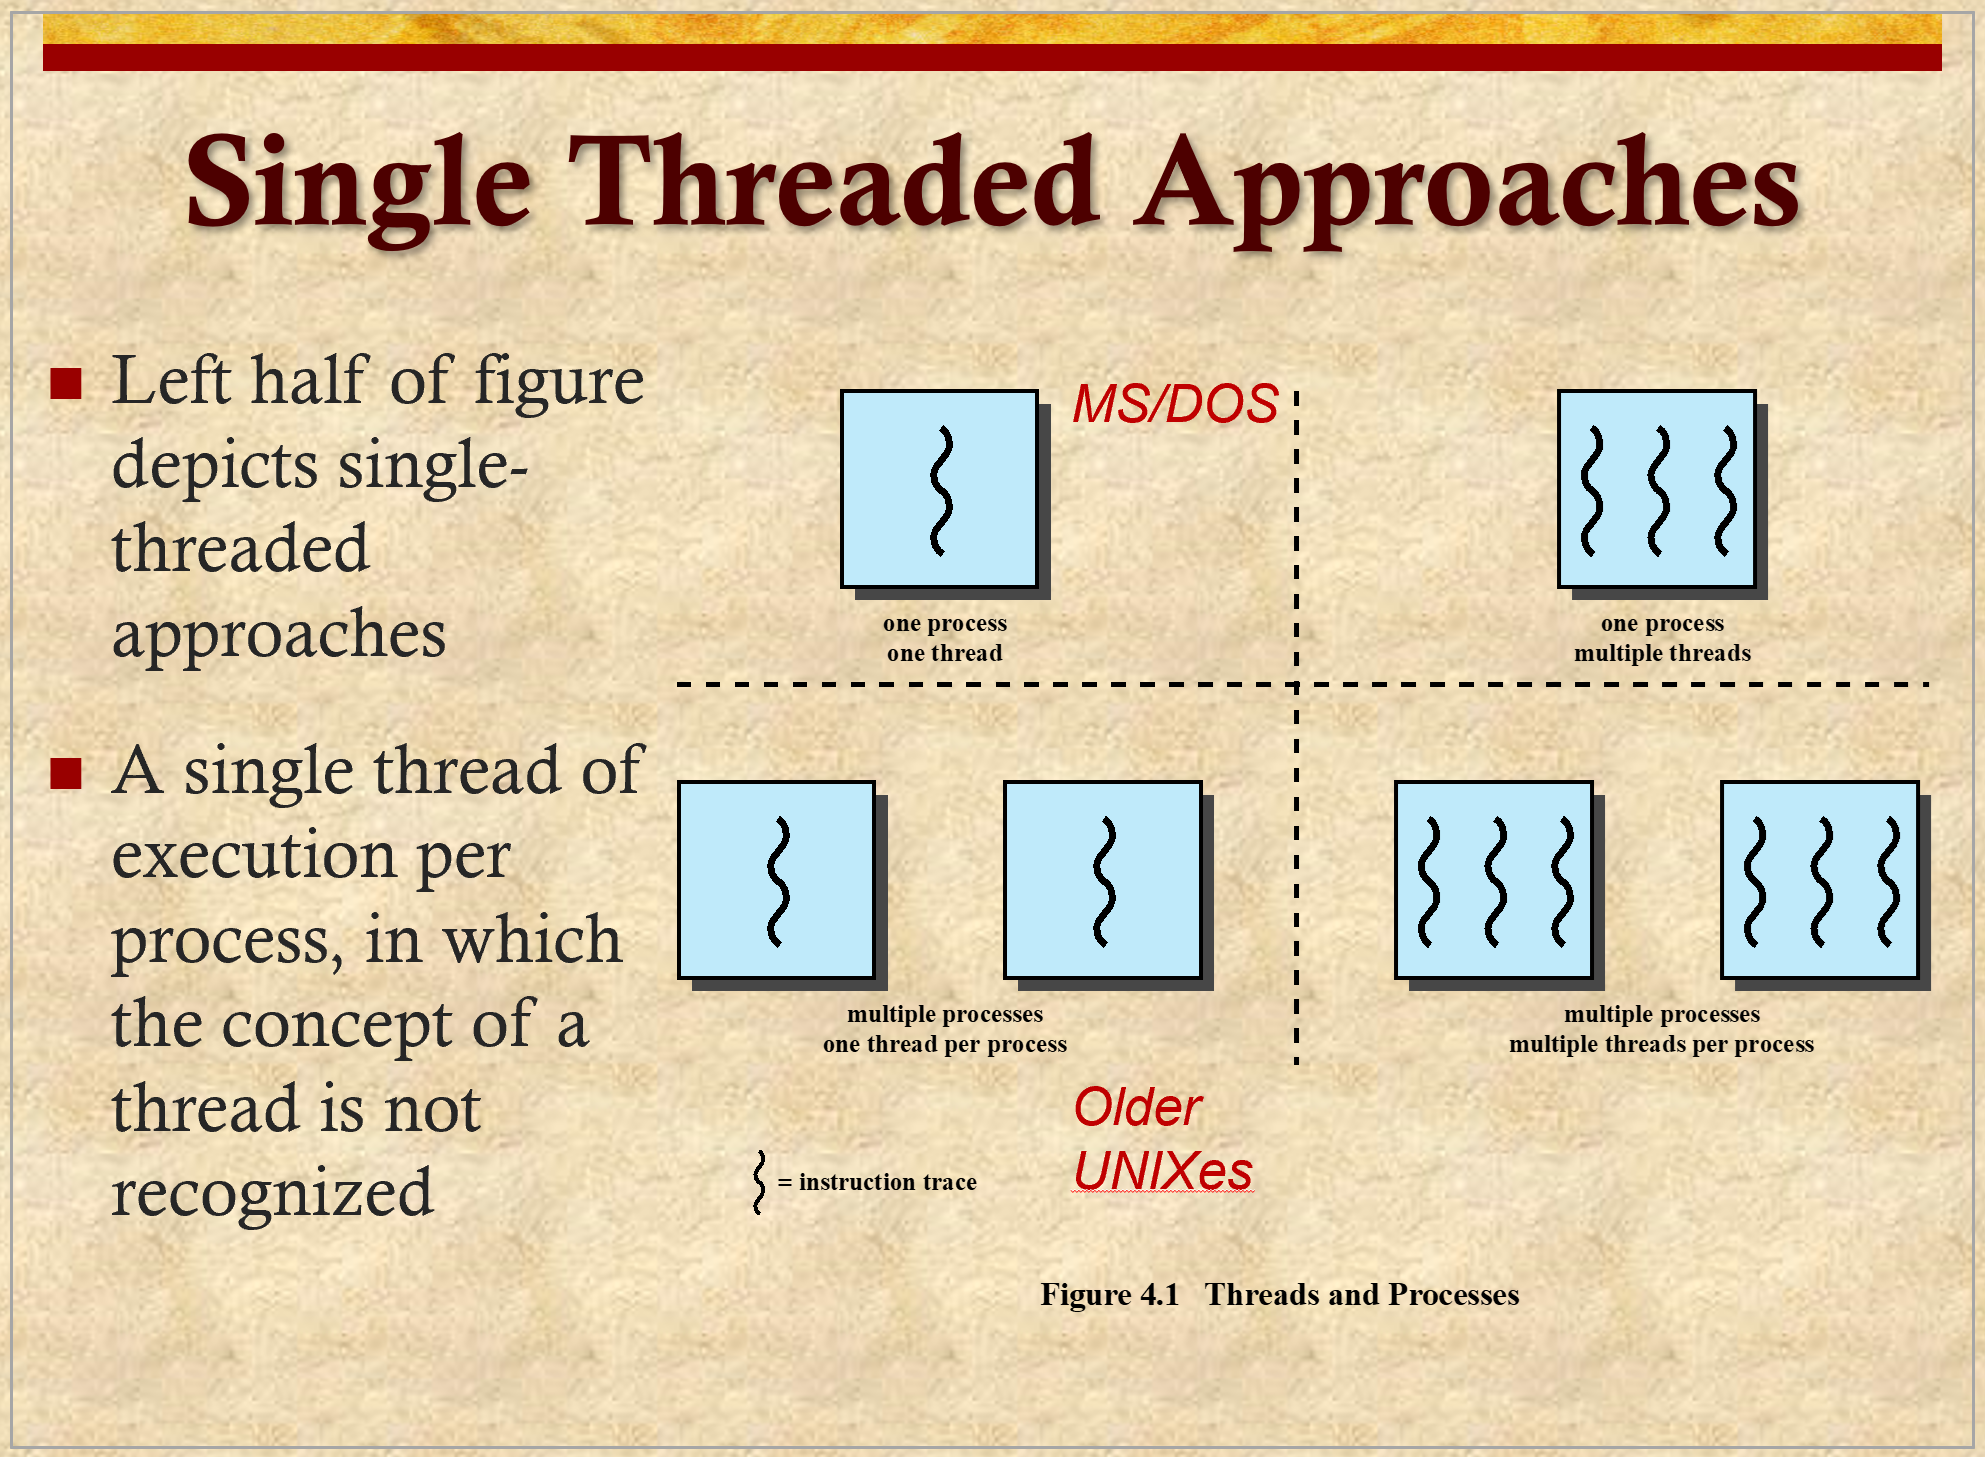 Single Threaded Approaches
Left half of figure
depicts single-
threaded
approaches
A single thread of
execution per
process, in which
the concept of a
thread is not
recognized
MS/DOS
one process
one thread
one process
multiple threads
multiple processes
one thread per process
multiple processes
multiple threads per process
Older
UNIXes
= instruction trace
Figure 4.1 Threads and Processes